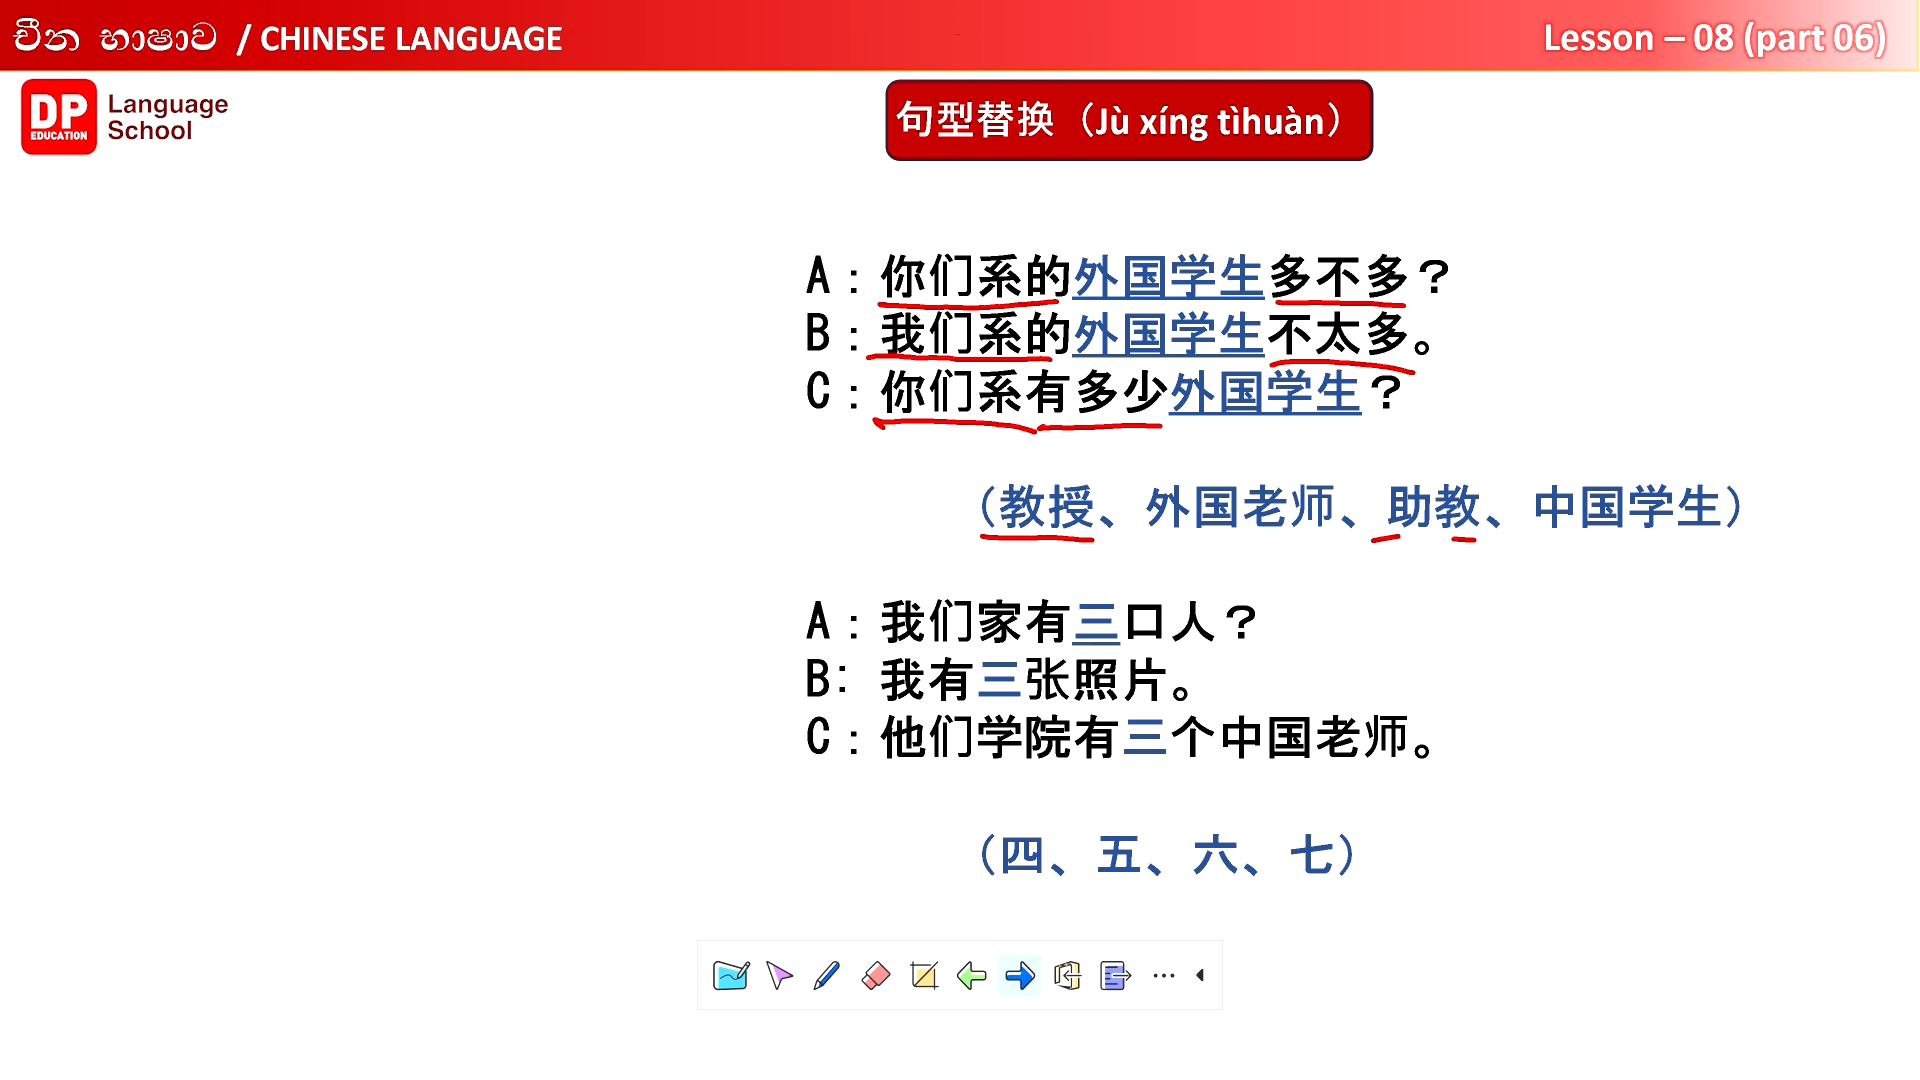 චීන භාෂාව / CHINESE LANGUAGE
Lesson – 08 (part 06)
DP
EDUCATION
Language
School
句型替换（Jù xíng tìhuàn）
A：你们系的外国学生多不多？
B：我们系的外国学生不太多。
C：你们系有多少外国学生？
（教授、外国老师、助教、中国学生）
A：我们家有三口人？
B：我有三张照片。
C：他们学院有三个中国老师。
（四、五、六、七）